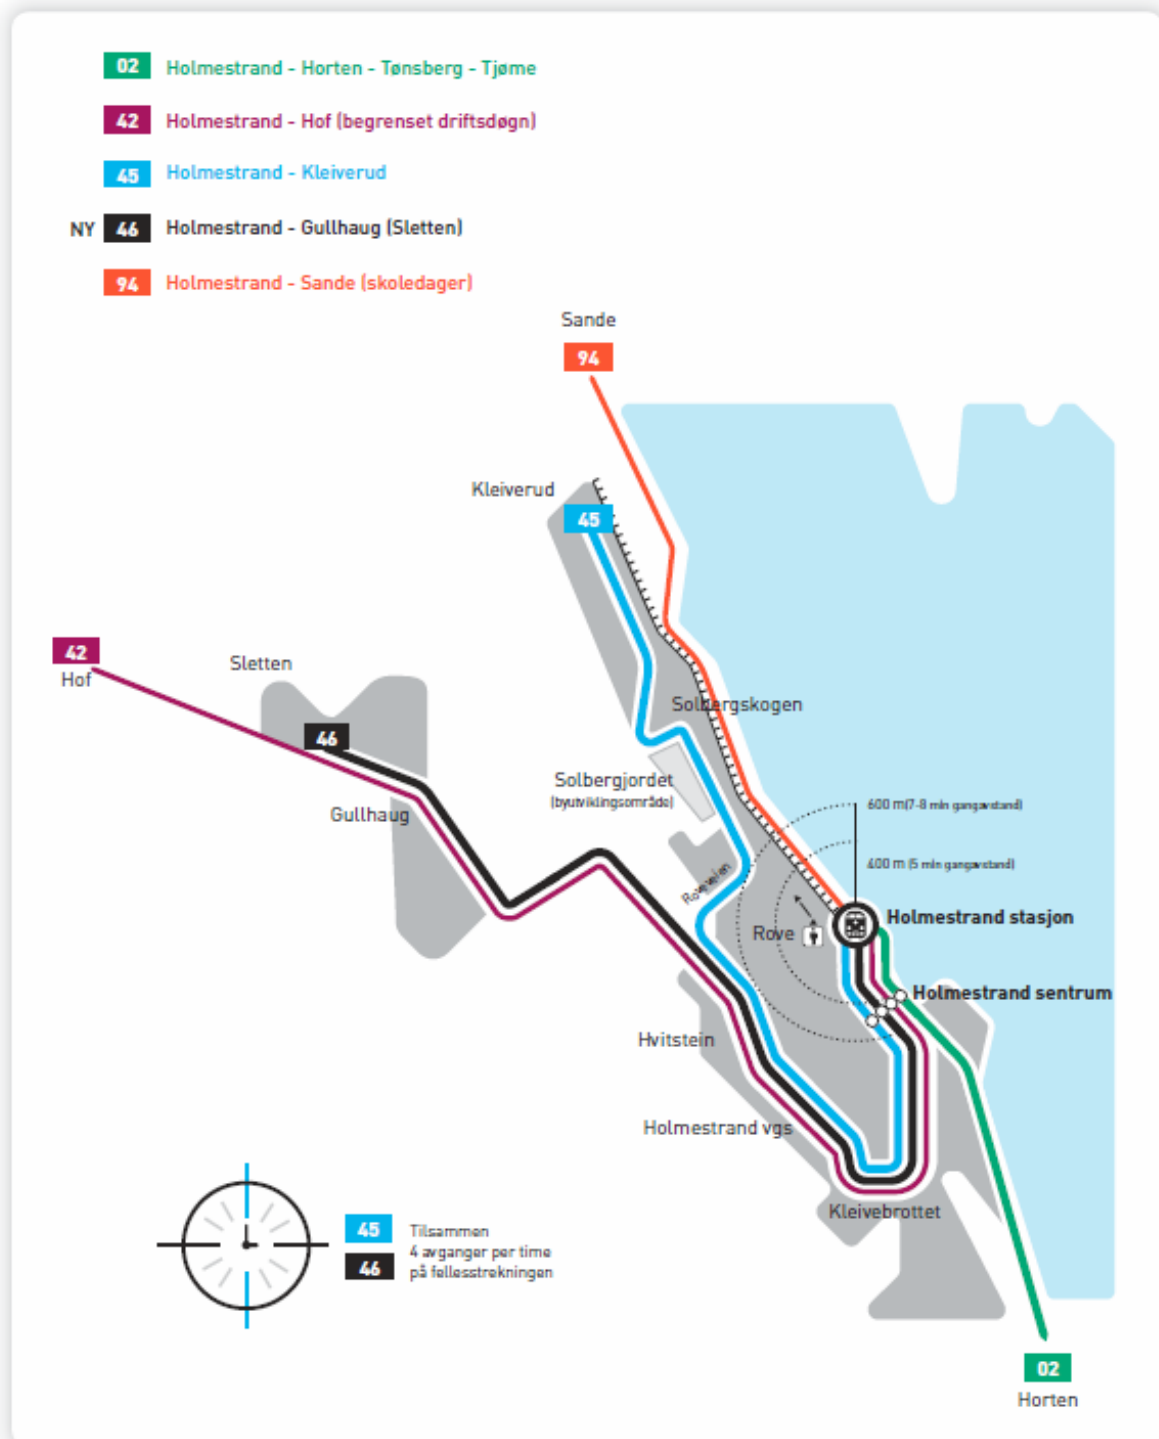 02 Holmestrand - Horten - Tønsberg - Tjøme
42 Holmestrand - Hof (begrenset driftsdøgn)
45 Holmestrand - Kleiverud
NY 46 Holmestrand - Gullhaug (Sletten)
94 Holmestrand - Sande (skoledager)
Sande
94
Kleiverud
45
42
Hof
Sletten
46
Solbergskogen
Solbergjordet
(byutviklingsområde)
Gullhaug
600 m(7-8 min gangavstand)
400 m (5 min gangavstand)
Roveveien
Holmestrand stasjon
Rove
Holmestrand sentrum
Hvitstein
Holmestrand vgs
Kleivebrottet
45 Tilsammen
4 avganger per time
46 på fellesstrekningen
02
Horten